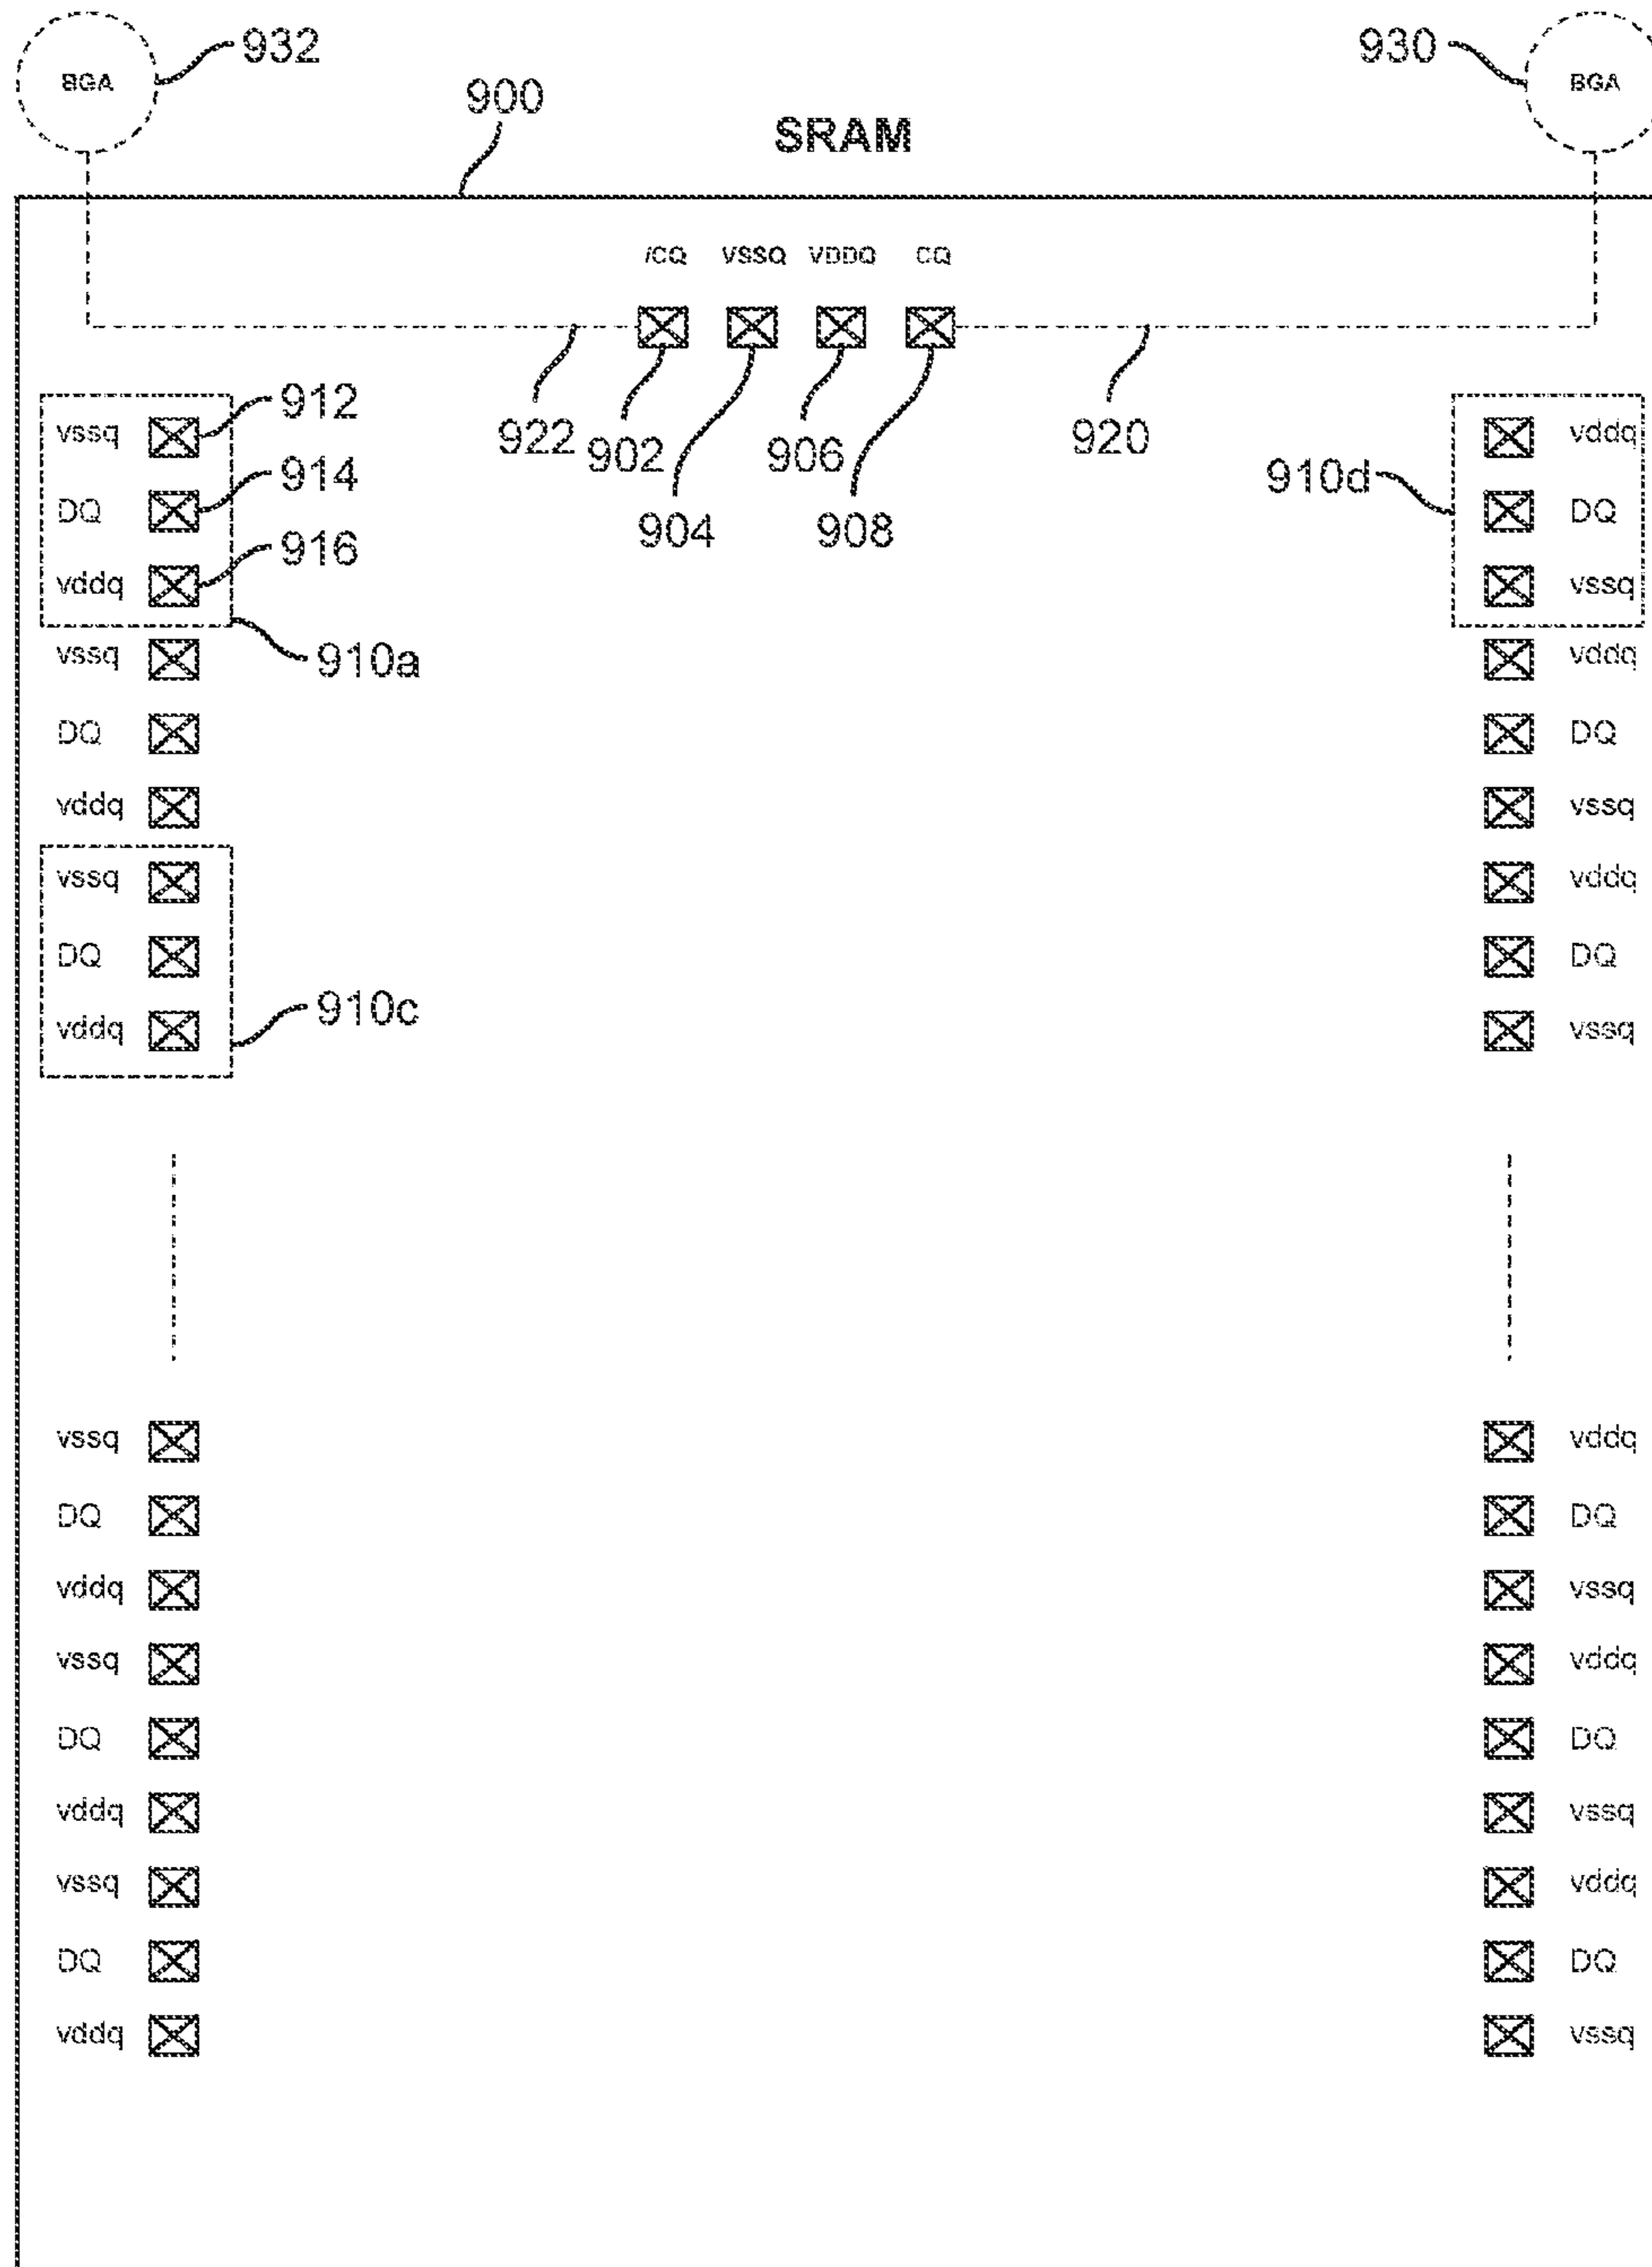 BGA 932 930 BGA
900
SRAM
/CQ VSSQ VDDQ CQ
922 902 904 906 908 920
vssq 912 vddq
DQ 914 910d DQ
vddq 916 vssq
vssq 910a vddq
DQ DQ
vddq vssq
vssq vddq
DQ DQ
vddq 910c vssq
vssq vddq
DQ DQ
vddq vssq
vssq vddq
DQ DQ
vddq vssq
vssq vddq
DQ DQ
vddq vssq